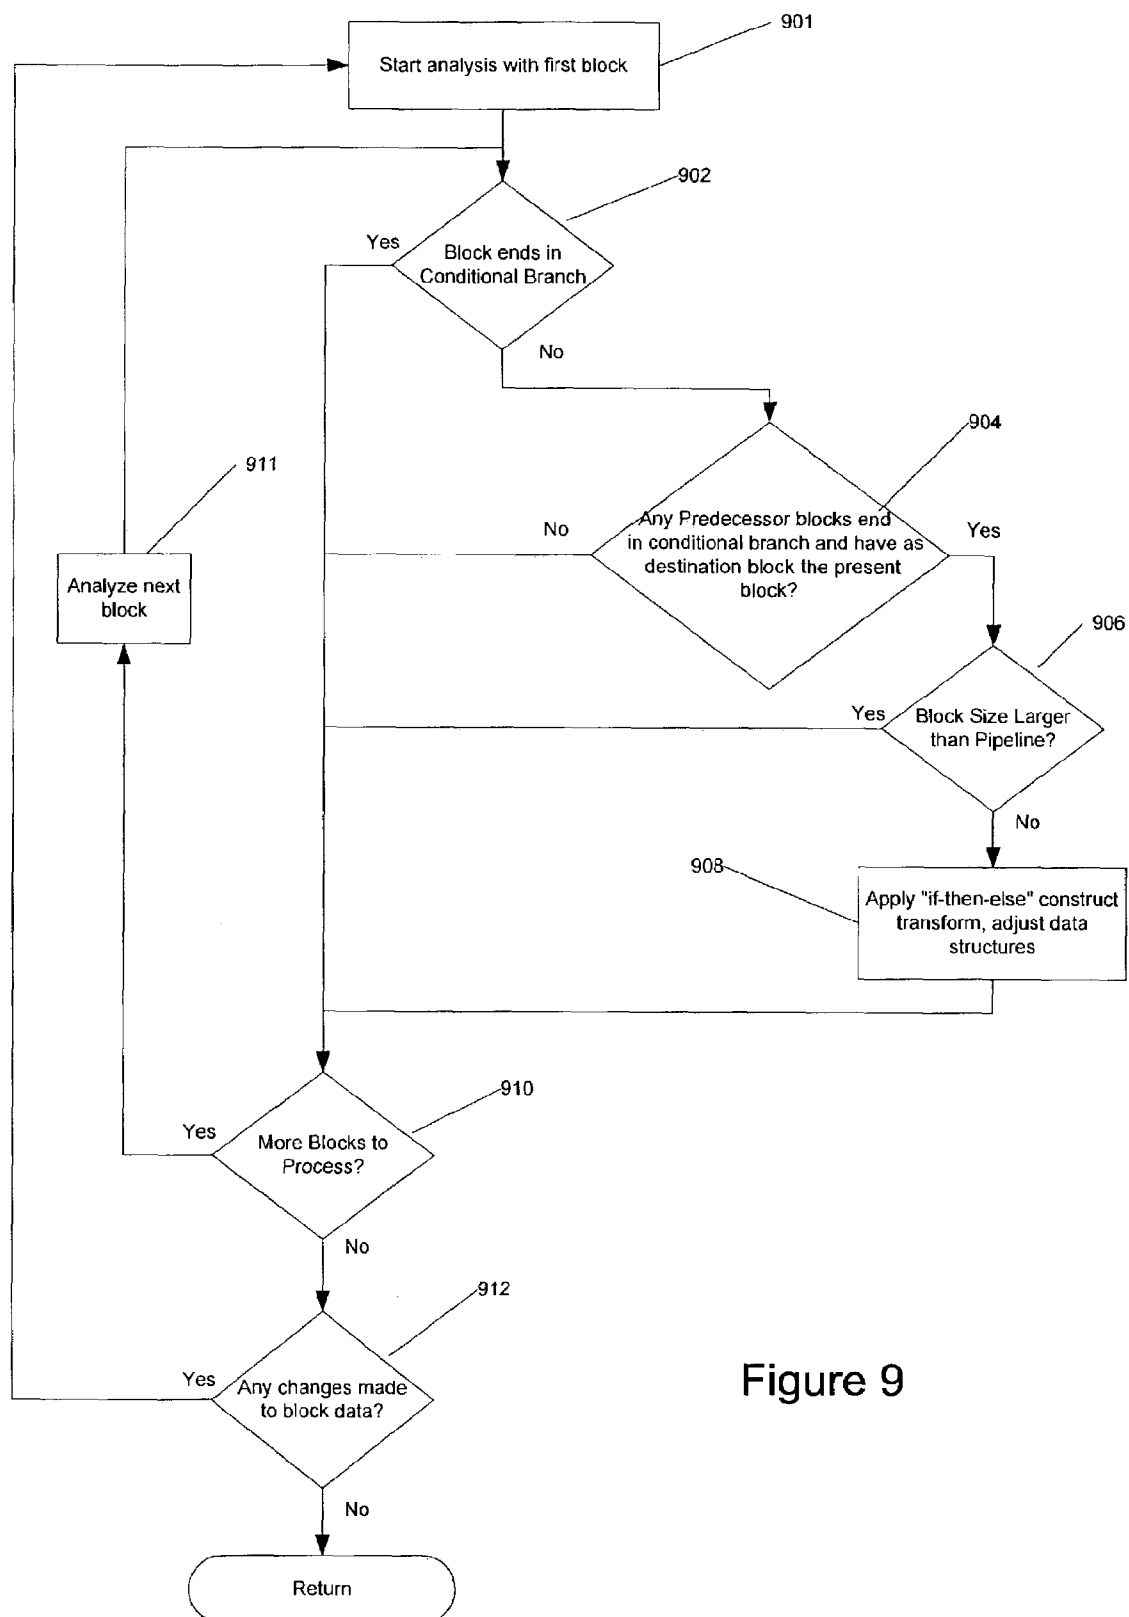 901
Start analysis with first block
902
Yes
Block ends in
Conditional Branch
No
904
911
No
Any Predecessor blocks end
in conditional branch and have as
destination block the present
block?
Yes
Analyze next
block
906
Yes
Block Size Larger
than Pipeline?
No
908
Apply "if-then-else" construct
transform, adjust data
structures
910
Yes
More Blocks to
Process?
No
912
Yes
Any changes made
to block data?
Figure 9
No
Return